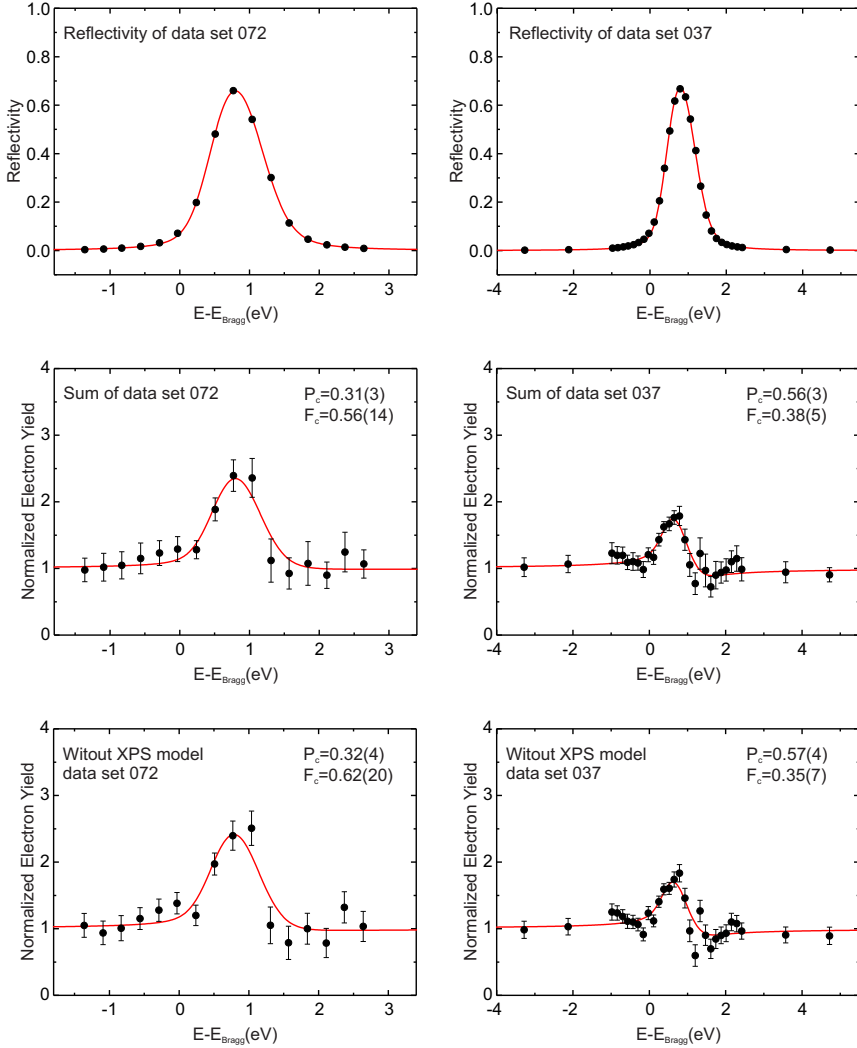 Reflectivity of data set 072
Reflectivity
1.0
0.8
0.6
0.4
0.2
0.0
-1 0 1 2 3
E-E_Bragg(eV)
Reflectivity of data set 037
Reflectivity
1.0
0.8
0.6
0.4
0.2
0.0
-4 -2 0 2 4
E-E_Bragg(eV)
Sum of data set 072
P_c=0.31(3)
F_c=0.56(14)
Normalized Electron Yield
4
3
2
1
0
-1 0 1 2 3
E-E_Bragg(eV)
Sum of data set 037
P_c=0.56(3)
F_c=0.38(5)
Normalized Electron Yield
4
3
2
1
0
-4 -2 0 2 4
E-E_Bragg(eV)
Witout XPS model
data set 072
P_c=0.32(4)
F_c=0.62(20)
Normalized Electron Yield
4
3
2
1
0
-1 0 1 2 3
E-E_Bragg(eV)
Witout XPS model
data set 037
P_c=0.57(4)
F_c=0.35(7)
Normalized Electron Yield
4
3
2
1
0
-4 -2 0 2 4
E-E_Bragg(eV)